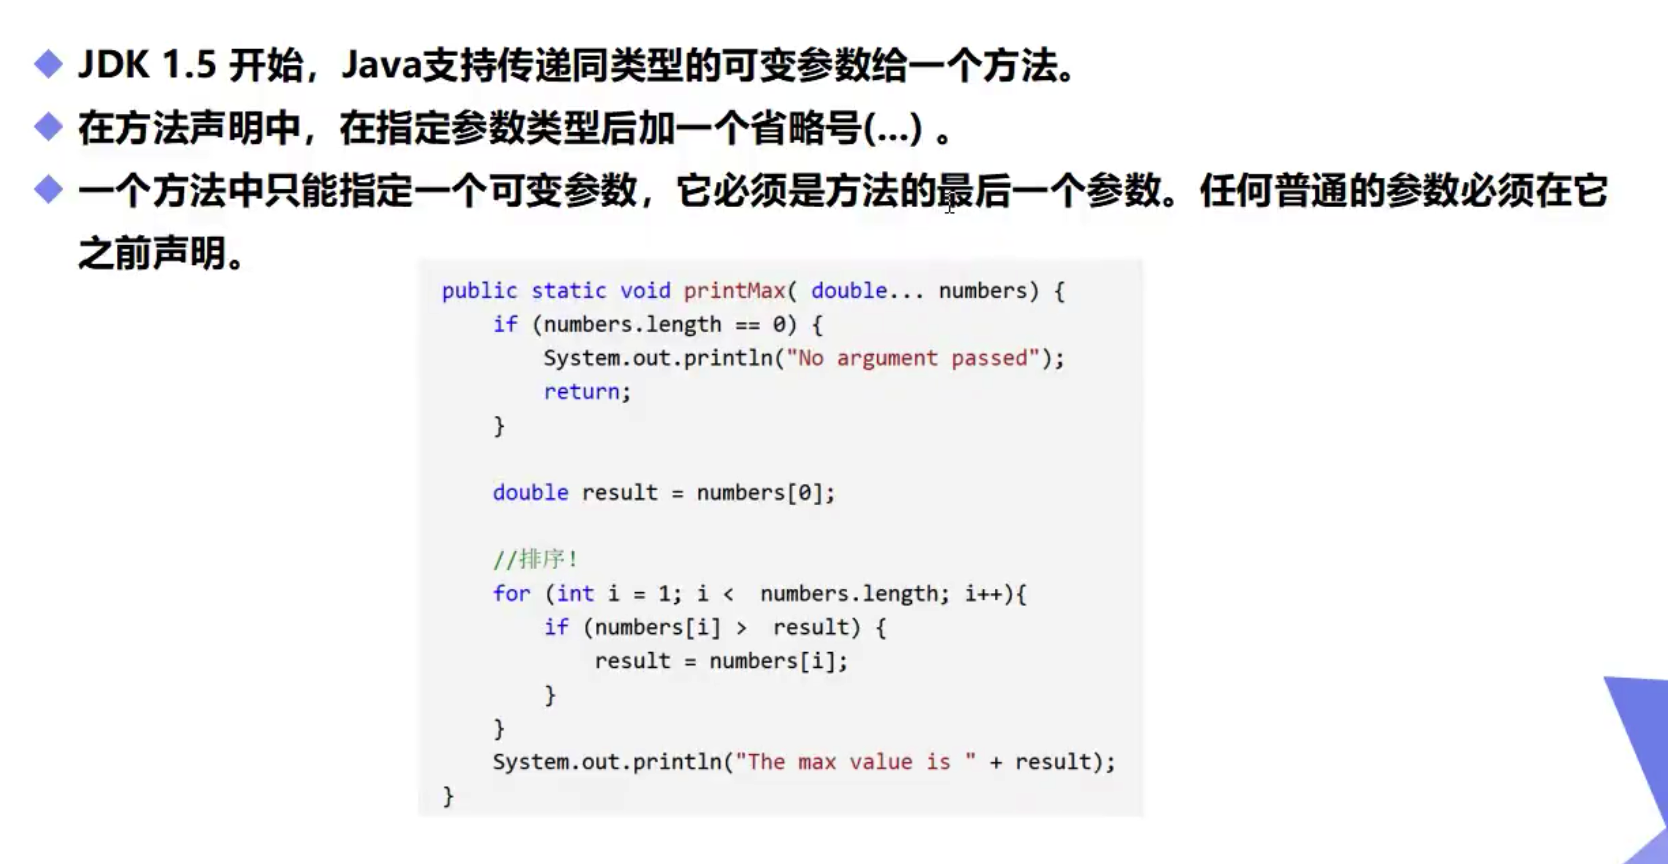 JDK 1.5 开始，Java支持传递同类型的可变参数给一个方法。
在方法声明中，在指定参数类型后加一个省略号(...) 。
一个方法中只能指定一个可变参数，它必须是方法的最后一个参数。任何普通的参数必须在它
之前声明。
public static void printMax( double... numbers) {
    if (numbers.length == 0) {
        System.out.println("No argument passed");
        return;
    }
    double result = numbers[0];
    //排序！
    for (int i = 1; i <  numbers.length; i++){
        if (numbers[i] >  result) {
            result = numbers[i];
        }
    }
    System.out.println("The max value is " + result);
}